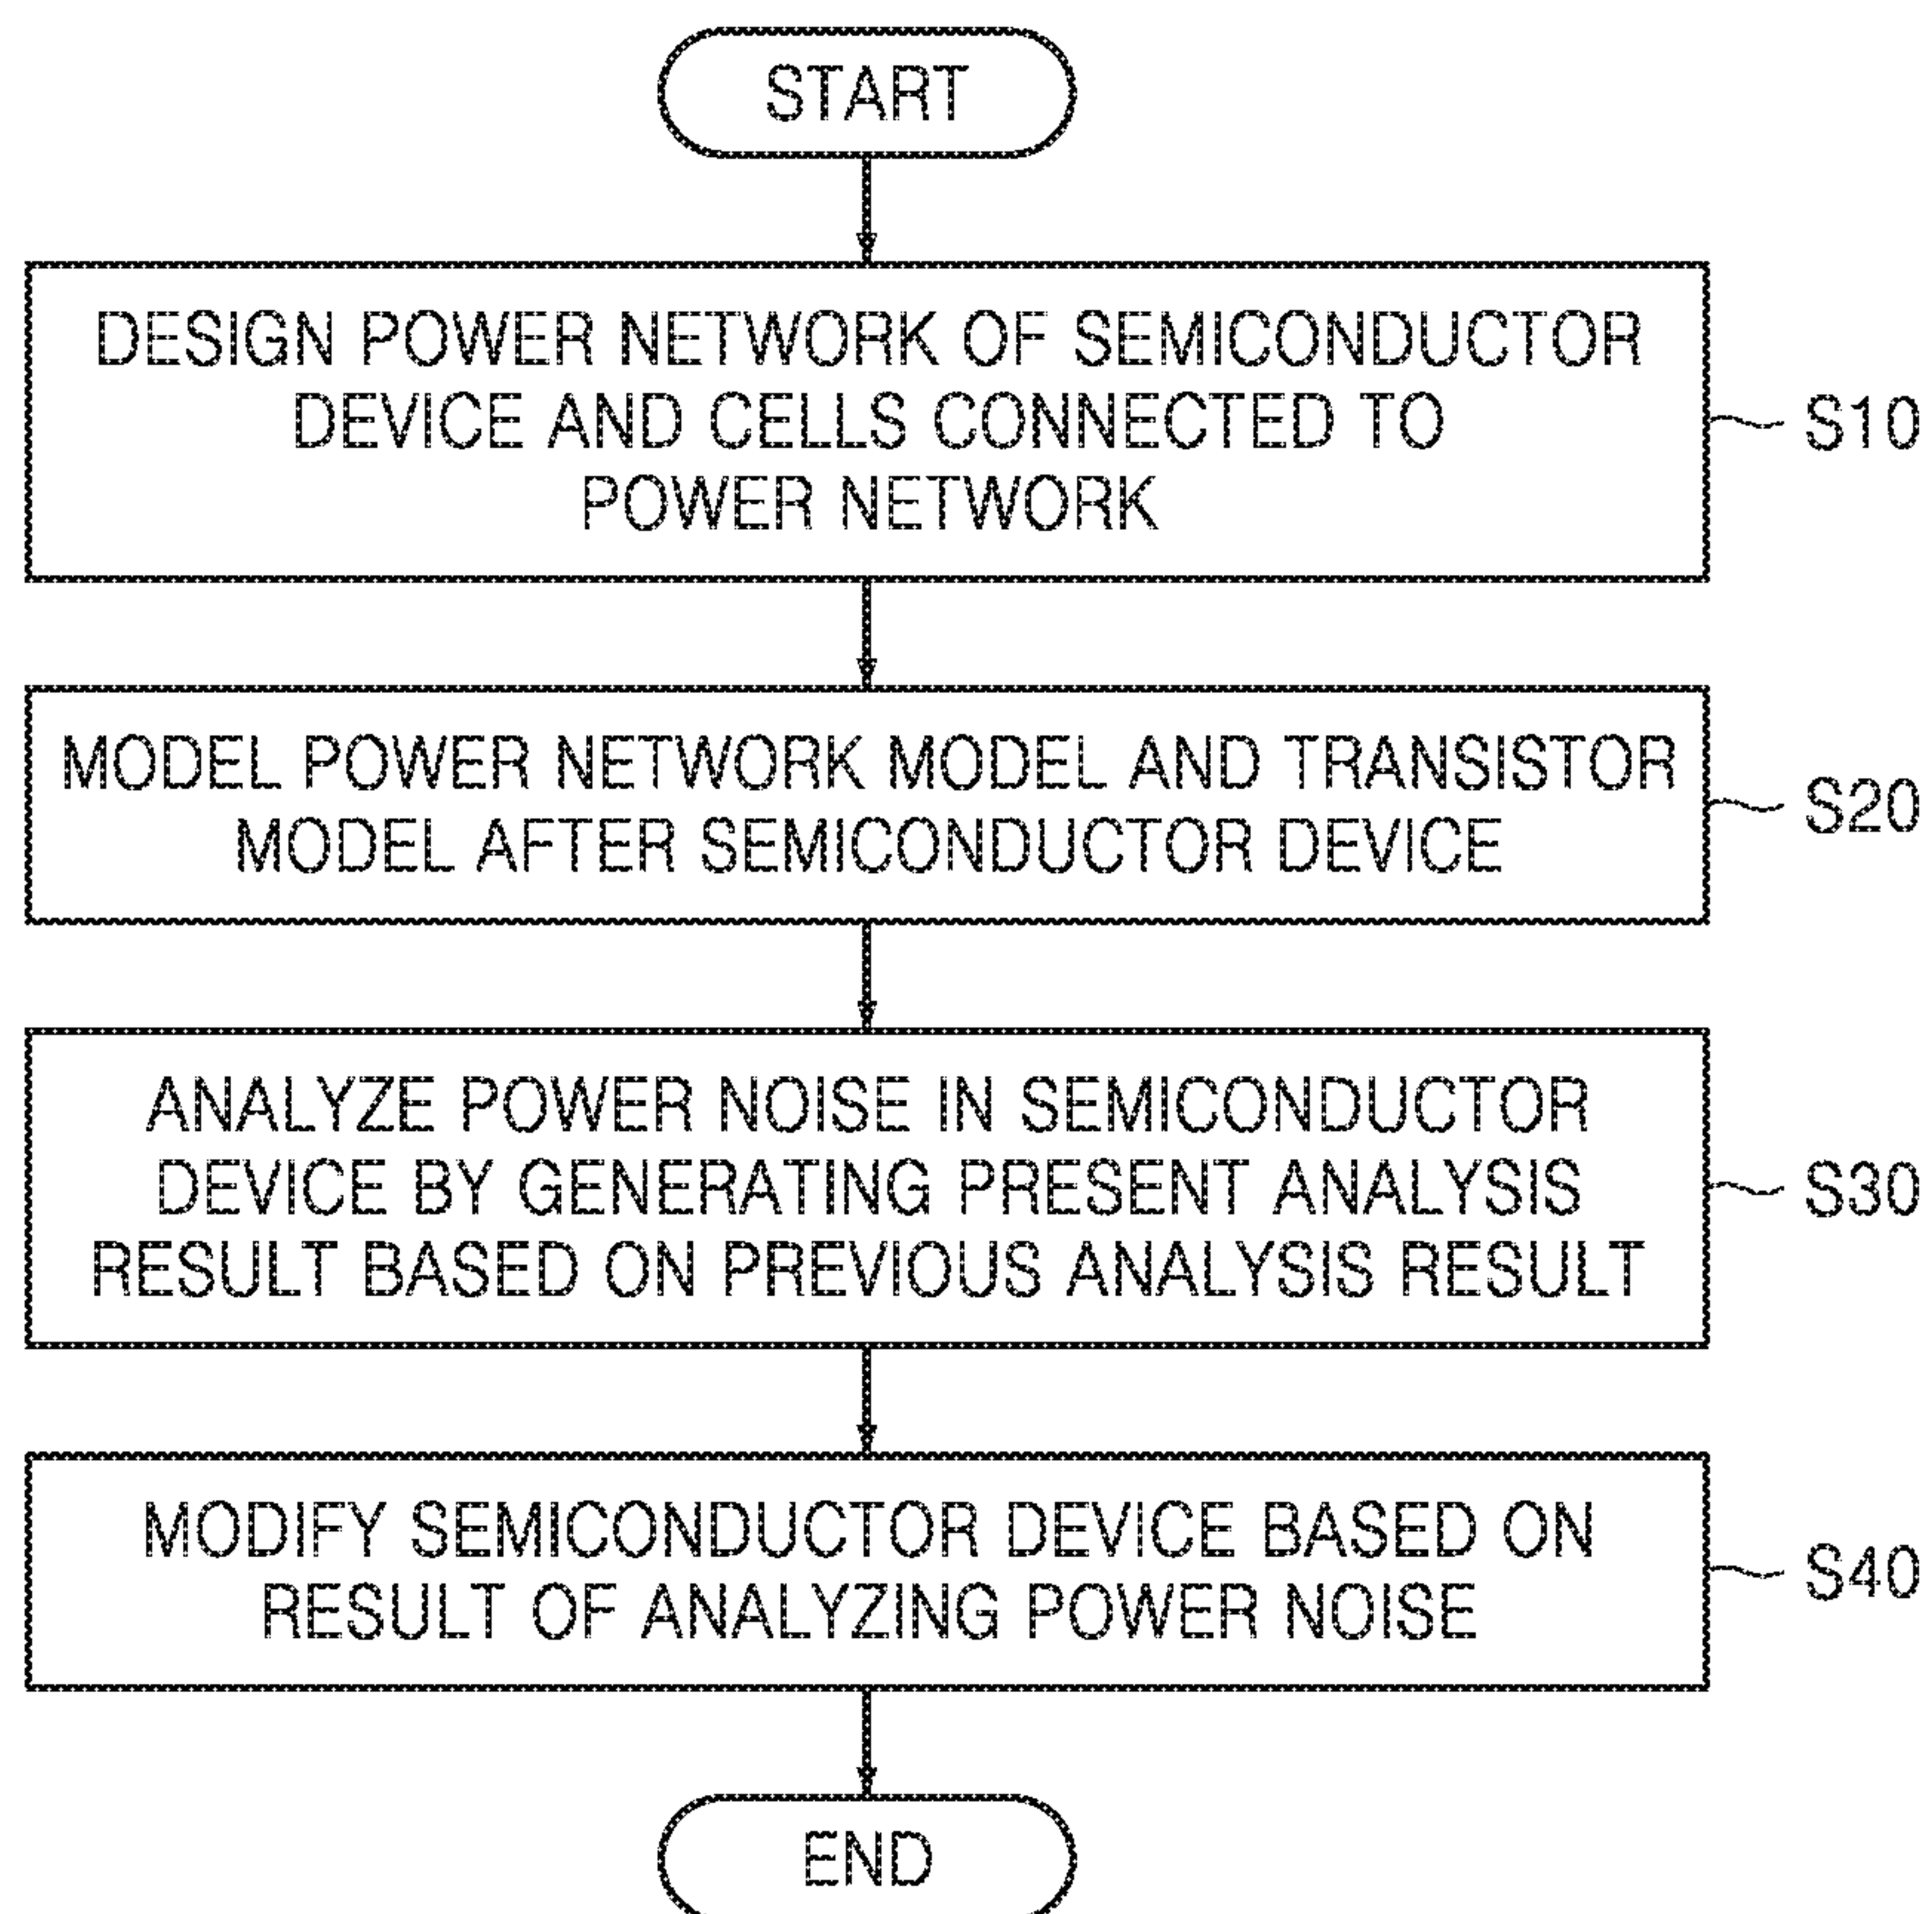 START
DESIGN POWER NETWORK OF SEMICONDUCTOR
DEVICE AND CELLS CONNECTED TO
POWER NETWORK
S10
MODEL POWER NETWORK MODEL AND TRANSISTOR
MODEL AFTER SEMICONDUCTOR DEVICE
S20
ANALYZE POWER NOISE IN SEMICONDUCTOR
DEVICE BY GENERATING PRESENT ANALYSIS
RESULT BASED ON PREVIOUS ANALYSIS RESULT
S30
MODIFY SEMICONDUCTOR DEVICE BASED ON
RESULT OF ANALYZING POWER NOISE
S40
END